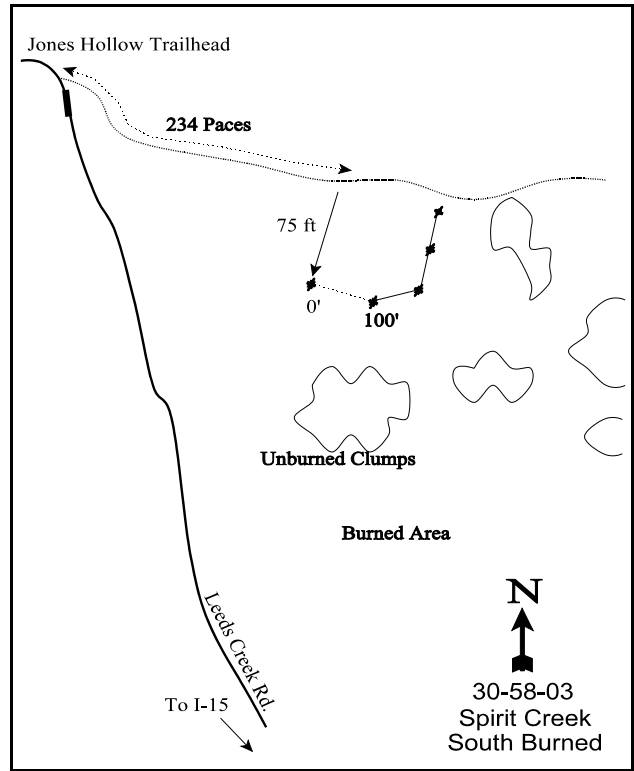 Jones Hollow Trailhead
234 Paces
75 ft
0'
100'
Unburned Clumps
Burned Area
Leeds Creek Rd.
To I-15
N
30-58-03
Spirit Creek
South Burned